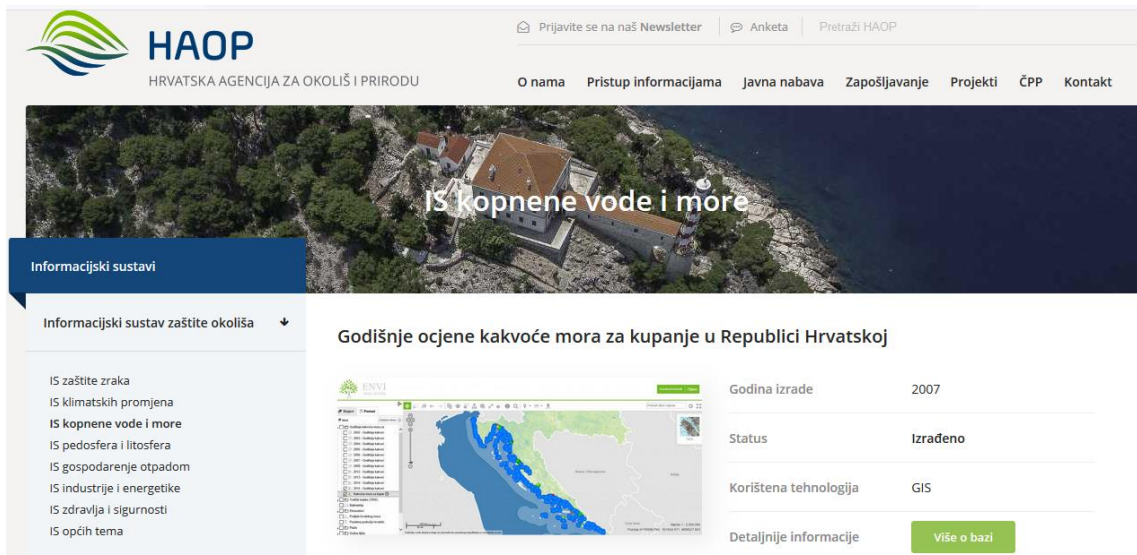 Prijavite se na naš Newsletter
Anketa
Pretraži HAOP
HAOP
HRVATSKA AGENCIJA ZA OKOLIŠ I PRIRODU
O nama Pristup informacijama Javna nabava Zapošljavanje Projekti ČPP Kontakt
IS kopnene vode i more
Informacijski sustavi
Informacijski sustav zaštite okoliša
IS zaštite zraka
IS klimatskih promjena
IS kopnene vode i more
IS pedosfera i litosfera
IS gospodarenje otpadom
IS industrije i energetike
IS zdravlja i sigurnosti
IS općih tema
Godišnje ocjene kakvoće mora za kupanje u Republici Hrvatskoj
ENVI
Godina izrade 2007
Status Izrađeno
Korištena tehnologija GIS
Detaljnije informacije Više o bazi